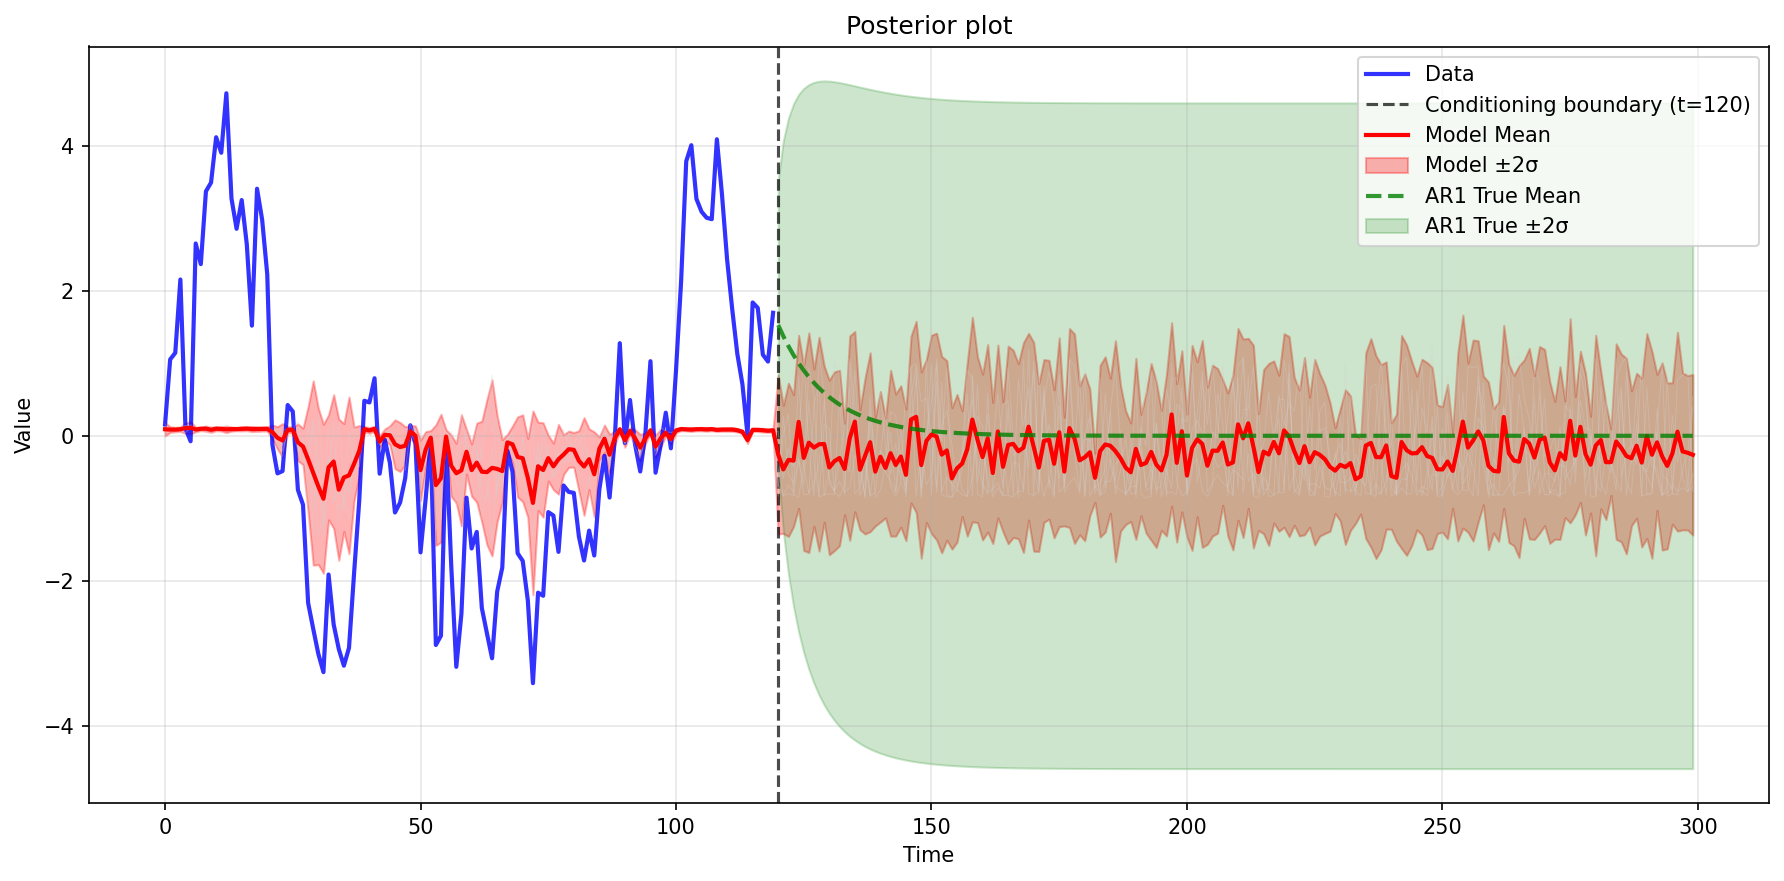 Posterior plot
Data
Conditioning boundary (t=120)
Model Mean
Model ±2σ
AR1 True Mean
AR1 True ±2σ
Value
4
2
0
−2
−4
0 50 100 150 200 250 300
Time